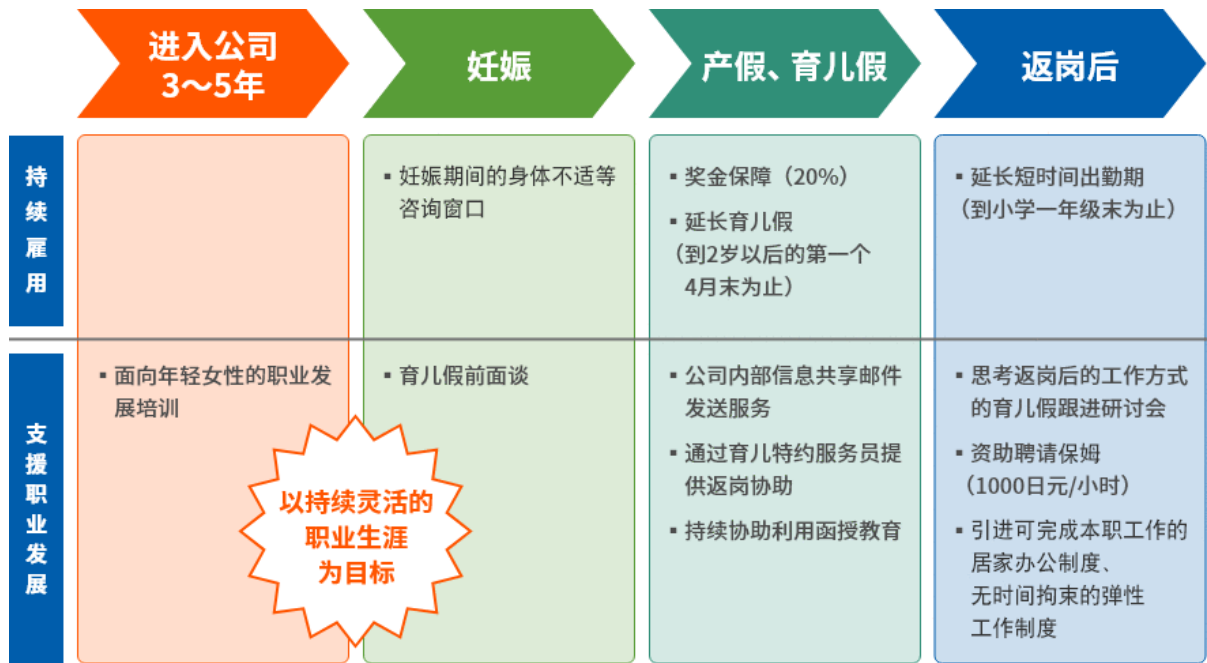 进入公司
3～5年
妊娠
产假、育儿假
返岗后
持续雇用
▪ 妊娠期间的身体不适等
咨询窗口
▪ 奖金保障（20%）
▪ 延长育儿假
（到2岁以后的第一个
4月末为止）
▪ 延长短时间出勤期
（到小学一年级末为止）
支援职业发展
▪ 面向年轻女性的职业发
展培训
▪ 育儿假前面谈
以持续灵活的
职业生涯
为目标
▪ 公司内部信息共享邮件
发送服务
▪ 通过育儿特约服务员提
供返岗协助
▪ 持续协助利用函授教育
▪ 思考返岗后的工作方式
的育儿假跟进研讨会
▪ 资助聘请保姆
（1000日元/小时）
▪ 引进可完成本职工作的
居家办公制度、
无时间拘束的弹性
工作制度